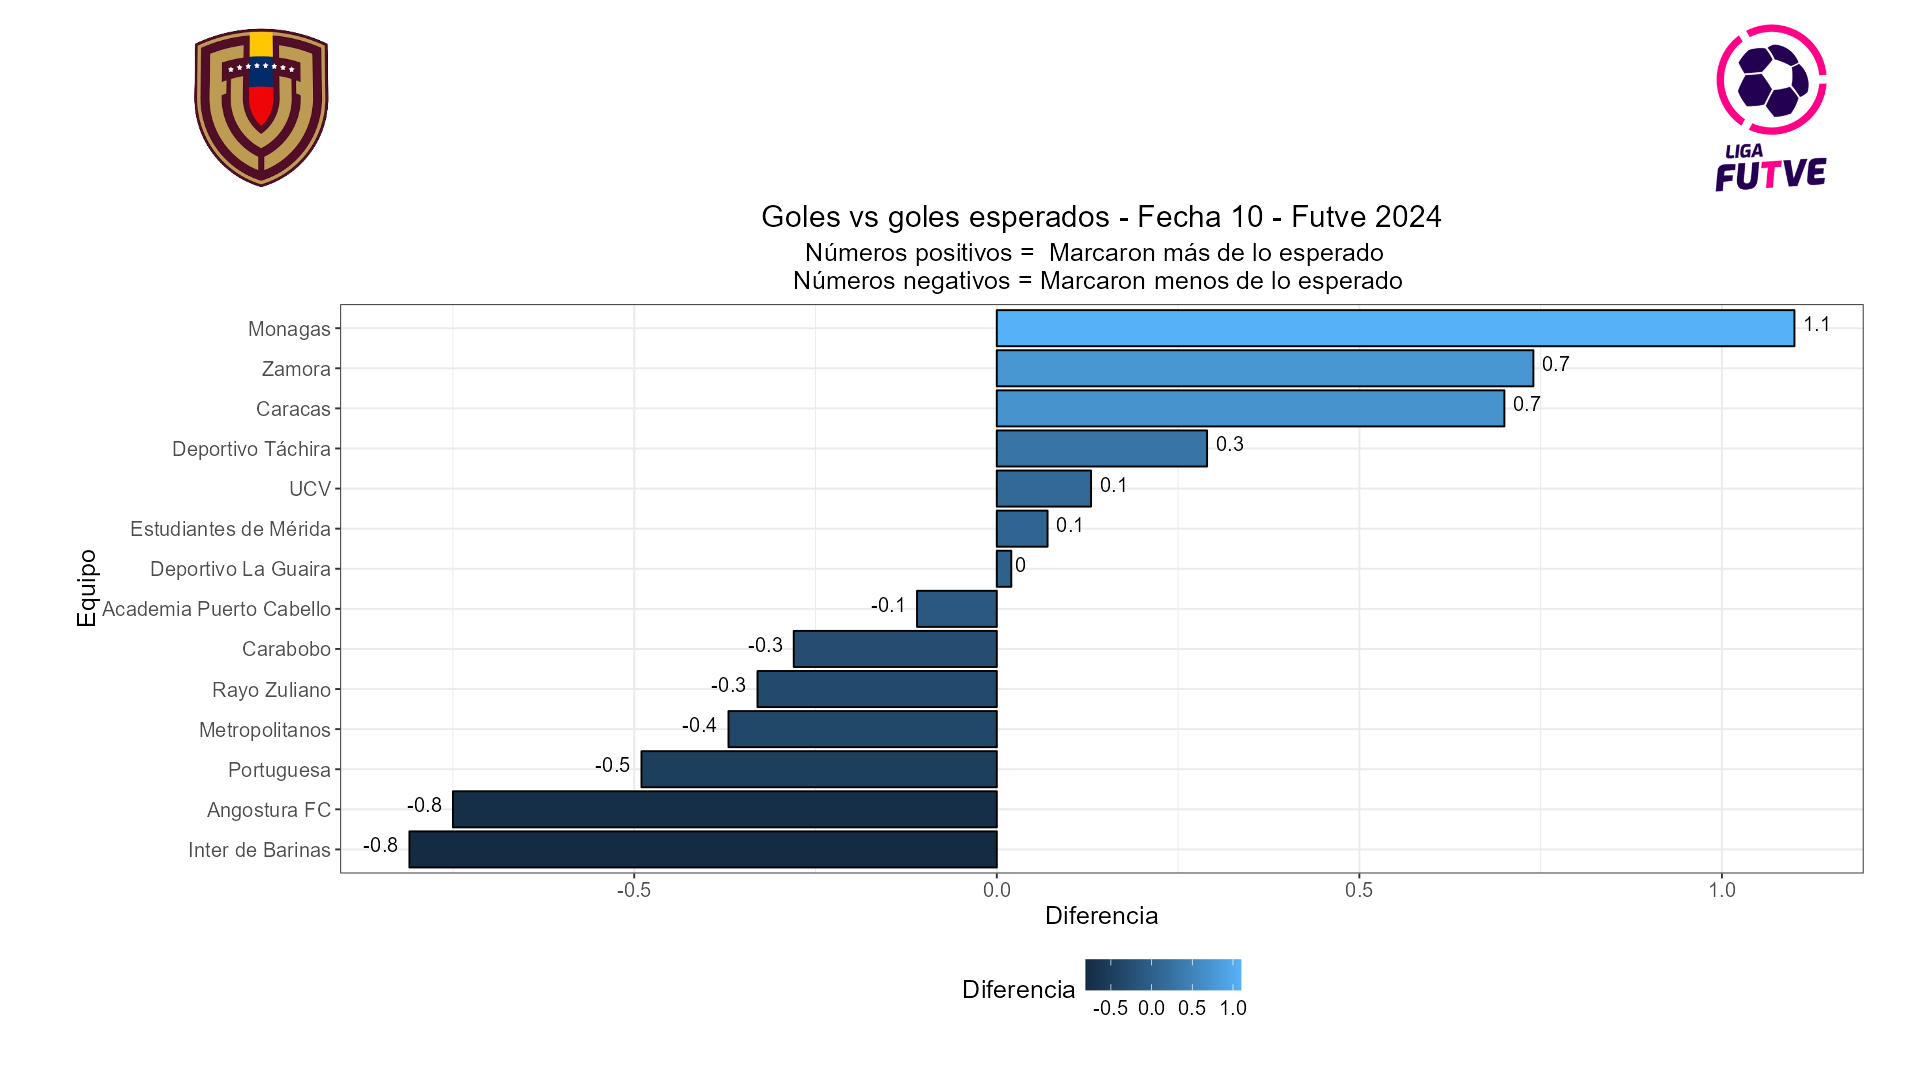 LIGA
FUTVE
Goles vs goles esperados - Fecha 10 - Futve 2024
Números positivos =  Marcaron más de lo esperado
Números negativos = Marcaron menos de lo esperado
Equipo
Monagas 1.1
Zamora 0.7
Caracas 0.7
Deportivo Táchira 0.3
UCV 0.1
Estudiantes de Mérida 0.1
Deportivo La Guaira 0
Academia Puerto Cabello -0.1
Carabobo -0.3
Rayo Zuliano -0.3
Metropolitanos -0.4
Portuguesa -0.5
Angostura FC -0.8
Inter de Barinas -0.8
-0.5 0.0 0.5 1.0
Diferencia
Diferencia
-0.5 0.0 0.5 1.0